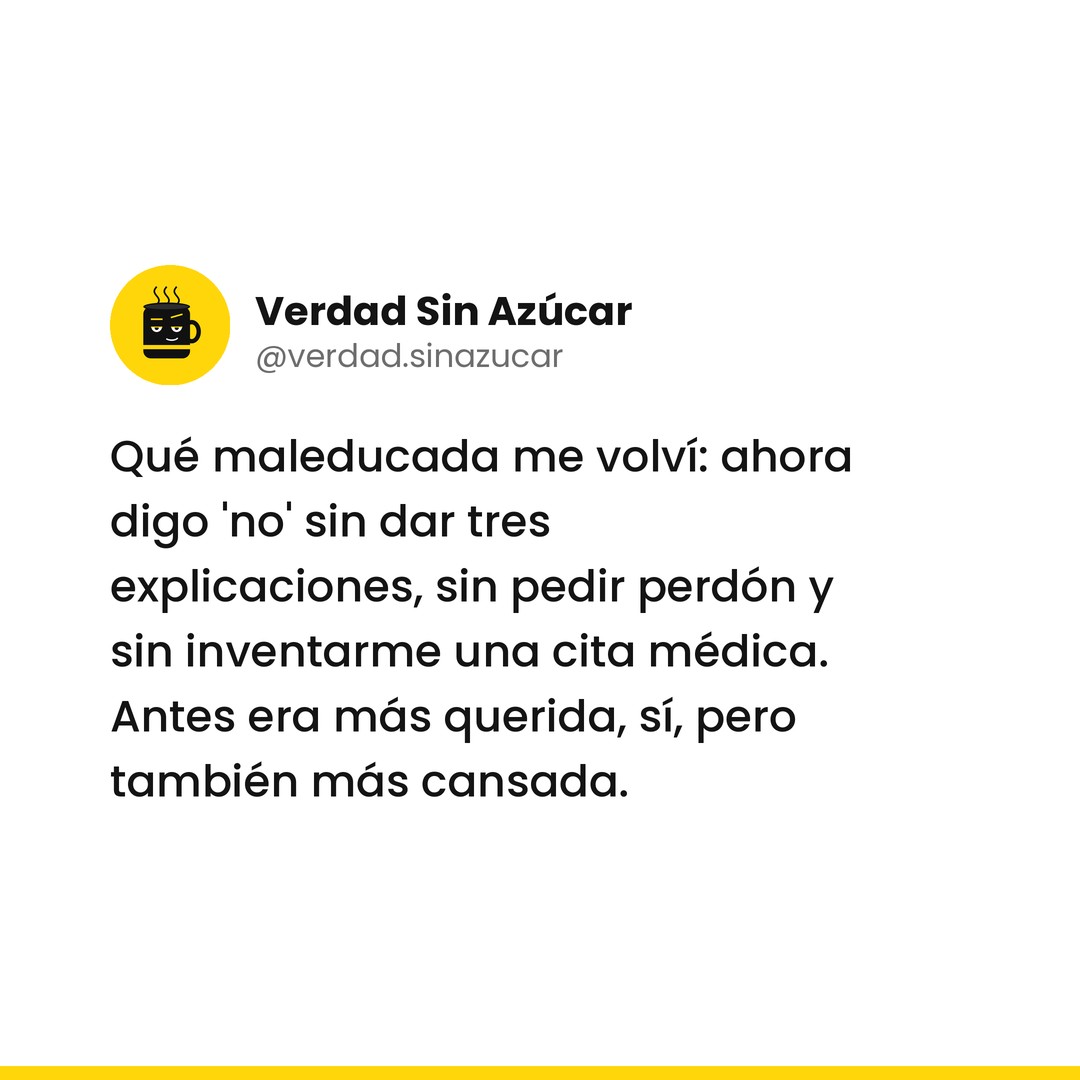 Verdad Sin Azúcar
@verdad.sinazucar
Qué maleducada me volví: ahora
digo 'no' sin dar tres
explicaciones, sin pedir perdón y
sin inventarme una cita médica.
Antes era más querida, sí, pero
también más cansada.